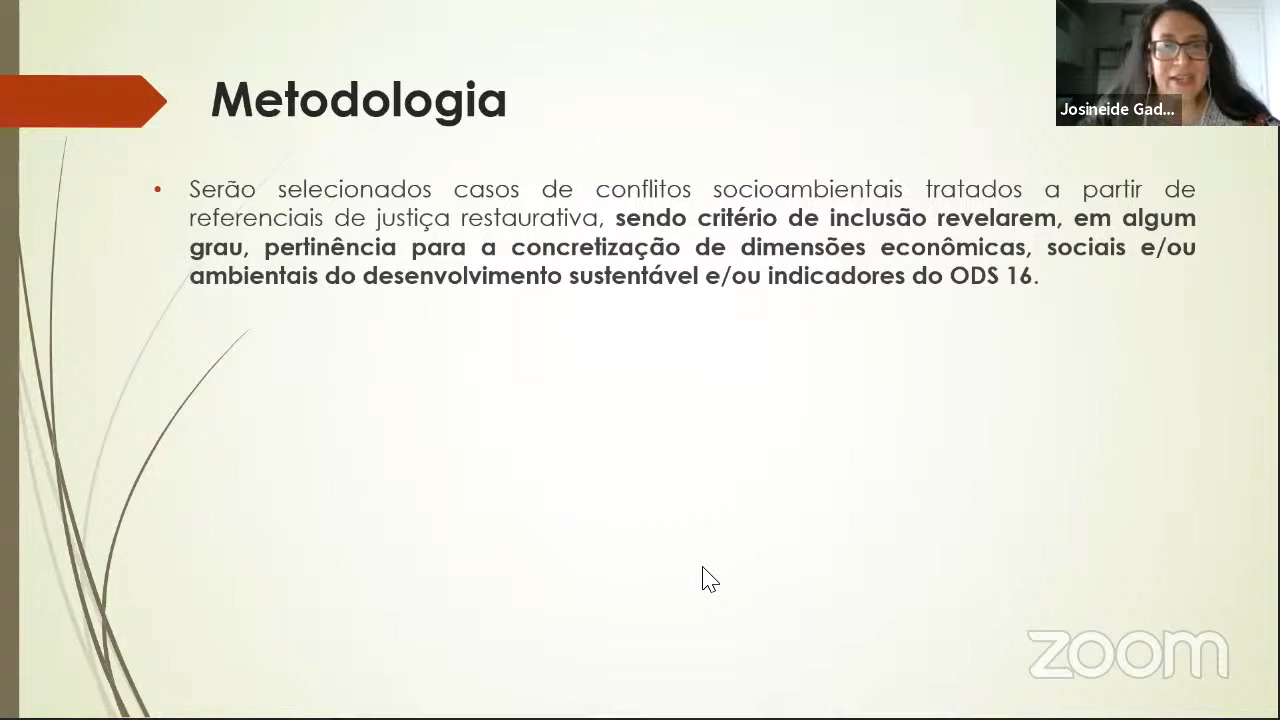 Metodologia
Josineide Gad...
• Serão selecionados casos de conflitos socioambientais tratados a partir de
referenciais de justiça restaurativa, sendo critério de inclusão revelarem, em algum
grau, pertinência para a concretização de dimensões econômicas, sociais e/ou
ambientais do desenvolvimento sustentável e/ou indicadores do ODS 16.
zoom